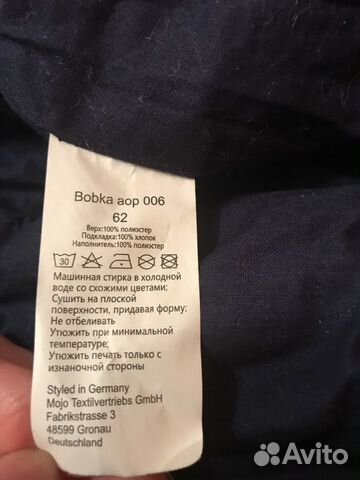 Bobka aop 006
62
Верх:100% полиэстер
Подкладка:100% хлопок
Наполнитель:100% полиэстер
30
Машинная стирка в холодной
воде со схожими цветами;
Сушить на плоской
поверхности, придавая форму;
Не отбеливать
Утюжить при минимальной
температуре;
Утюжить печать только с
изнаночной стороны
Styled in Germany
Mojo Textilvertriebs GmbH
Fabrikstrasse 3
48599 Gronau
Deutschland
Avito